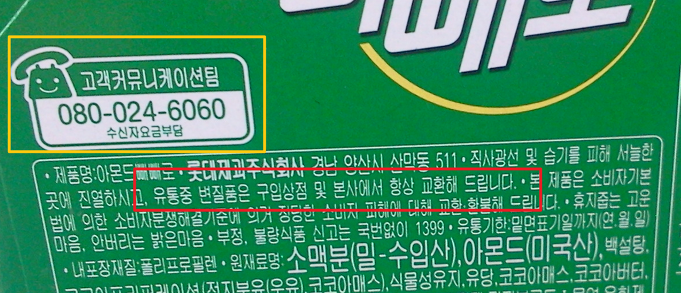 빼빼로
고객커뮤니케이션팀
080-024-6060
수신자요금부담
• 제품명:아몬드빼빼로 • 롯데제과주식회사 경남 양산시 산막동 511 • 직사광선 및 습기를 피해 서늘한
곳에 진열하시고, 유통중 변질품은 구입상점 및 본사에서 항상 교환해 드립니다. • 본 제품은 소비자기본
법에 의한 소비자분쟁해결기준에 의거 정당한 소비자 피해에 대해 교환·환불해 드립니다. • 휴지줍는 고운
마음, 안버리는 밝은마음 • 부정, 불량식품 신고는 국번없이 1399 • 유통기한:밑면표기일까지(연.월.일)
• 내포장재질:폴리프로필렌 • 원재료명:소맥분(밀-수입산),아몬드(미국산),백설탕,
(전지분유(우유),코코아매스),식물성유지,유당,코코아매스,코코아버터,